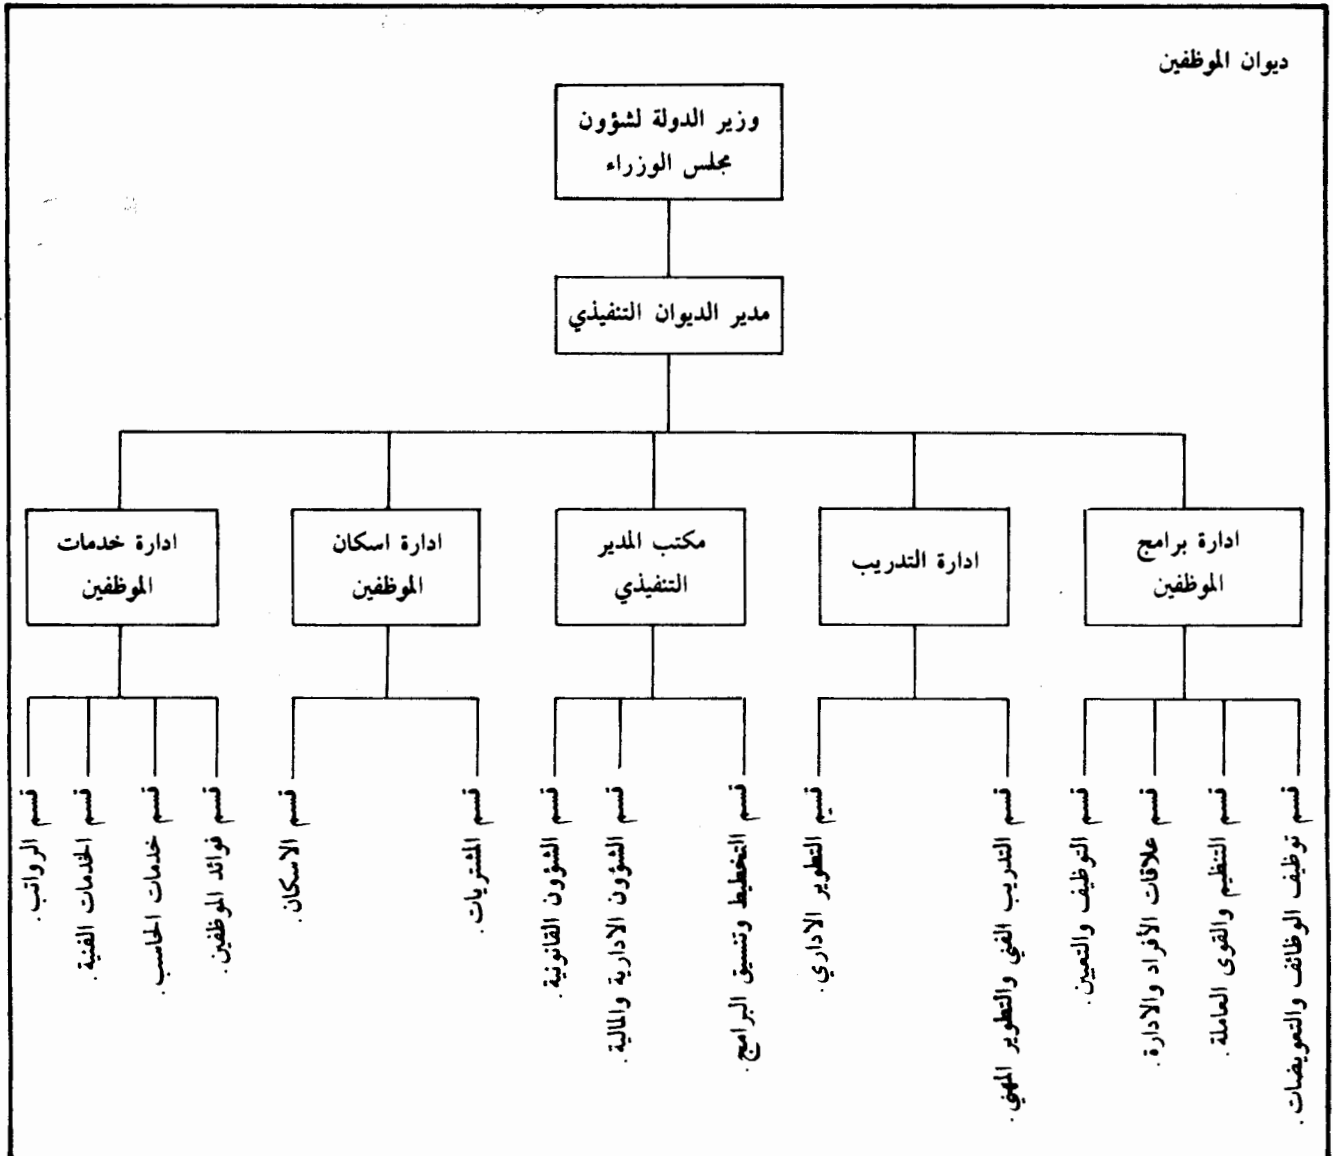 ديوان الموظفين
وزير الدولة لشؤون
مجلس الوزراء
مدير الديوان التنفيذي
ادارة برامج
الموظفين
ادارة التدريب
مكتب المدير
التنفيذي
ادارة اسكان
الموظفين
ادارة خدمات
الموظفين
قسم توظيف الوظائف والتعويضات.
قسم التنظيم والقوى العاملة.
قسم علاقات الأفراد والادارة.
قسم التوظيف والتعيين.
قسم التدريب الفني والتطوير المهني.
قسم التطوير الاداري.
قسم التخطيط وتنسيق البرامج.
قسم الشؤون الادارية والمالية.
قسم الشؤون القانونية.
قسم المشتريات.
قسم الاسكان.
قسم فوائد الموظفين.
قسم خدمات الحاسب.
قسم الخدمات الفنية.
قسم الرواتب.